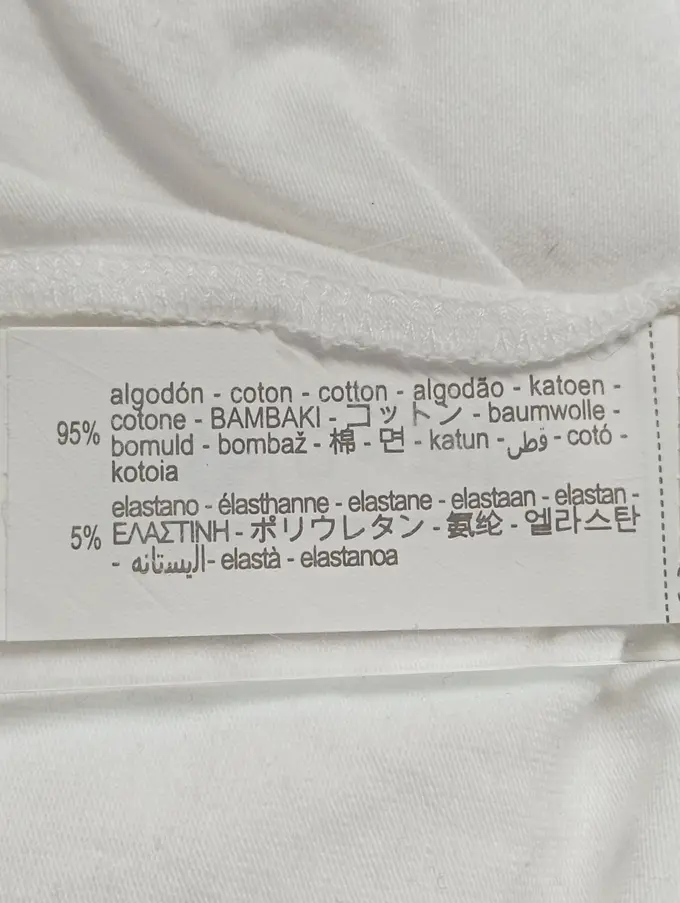 95% algodón - coton - cotton - algodão - katoen -
cotone - BAMBAKI - コットン - baumwolle -
bomuld - bombaž - 棉 - 면 - katun - قطن - cotó -
kotoia
5% elastano - élasthanne - elastane - elastaan - elastan -
ΕΛΑΣΤΙΝΗ - ポリウレタン - 氨纶 - 엘라스탄
- اليستانه - elastà - elastanoa